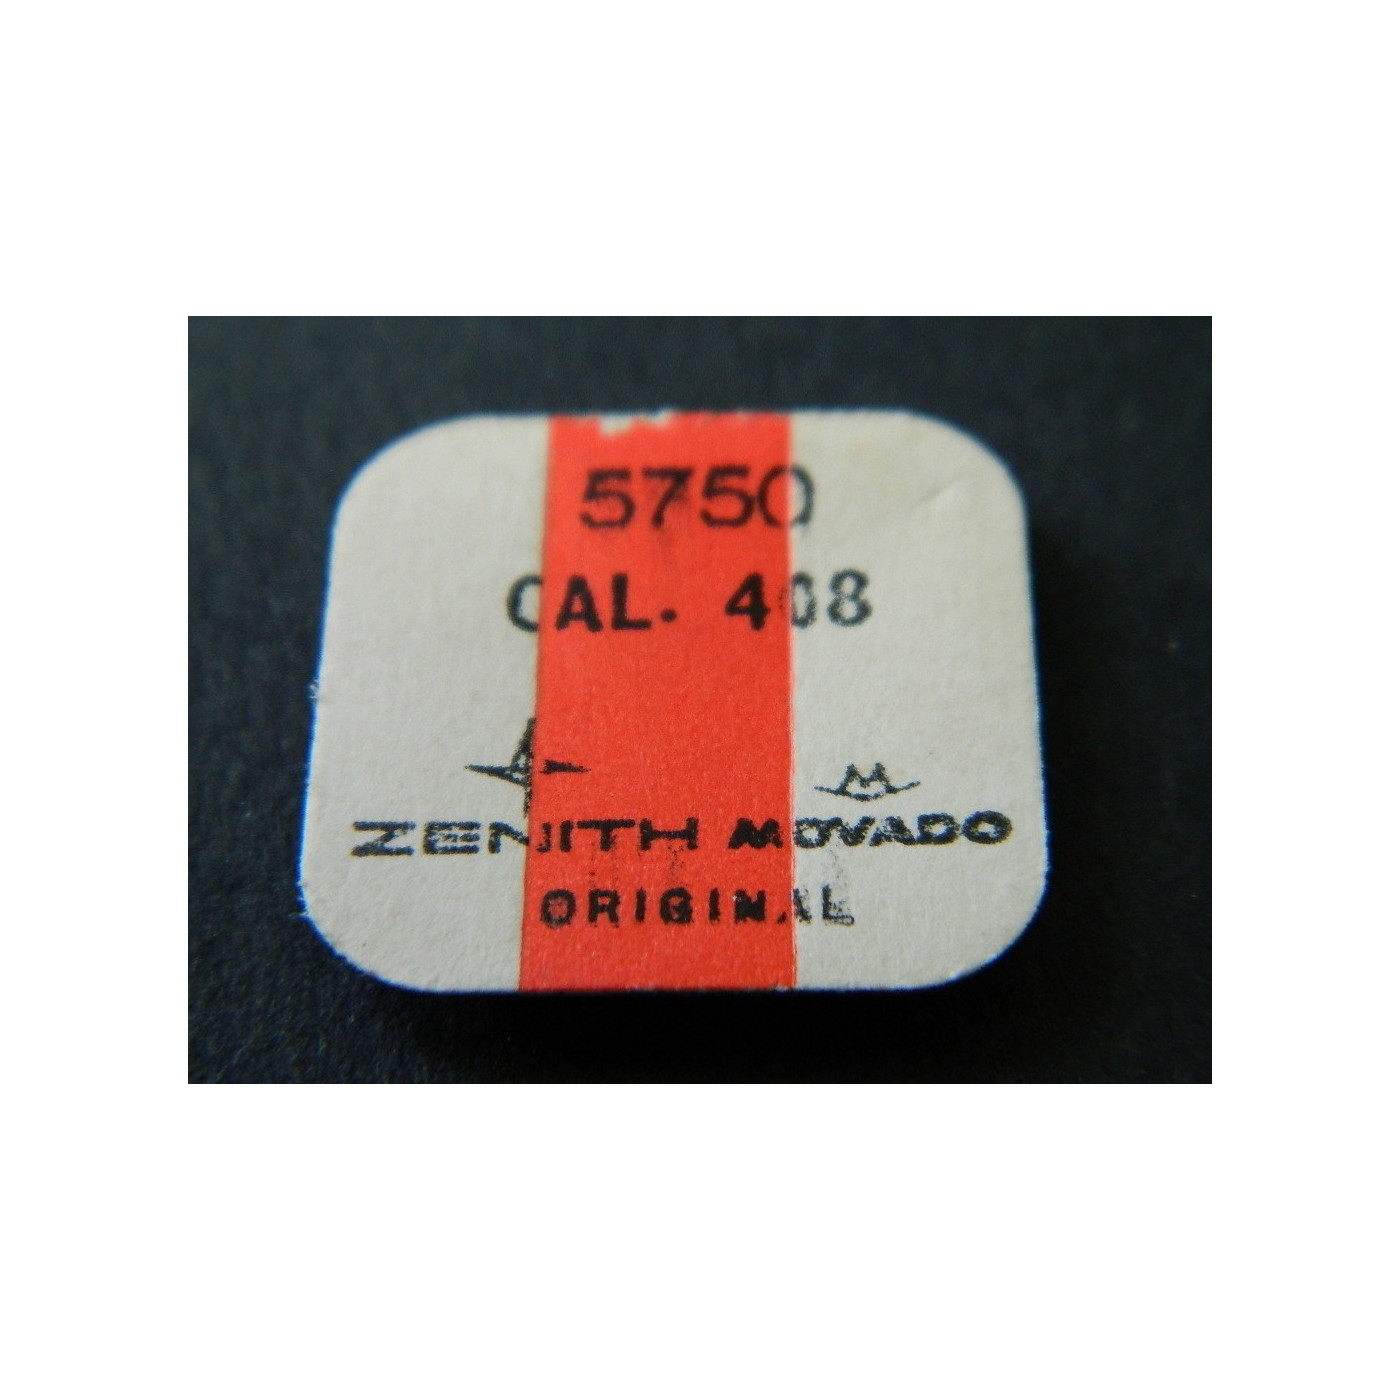 5750
CAL. 408
ZENITH MOVADO
ORIGINAL